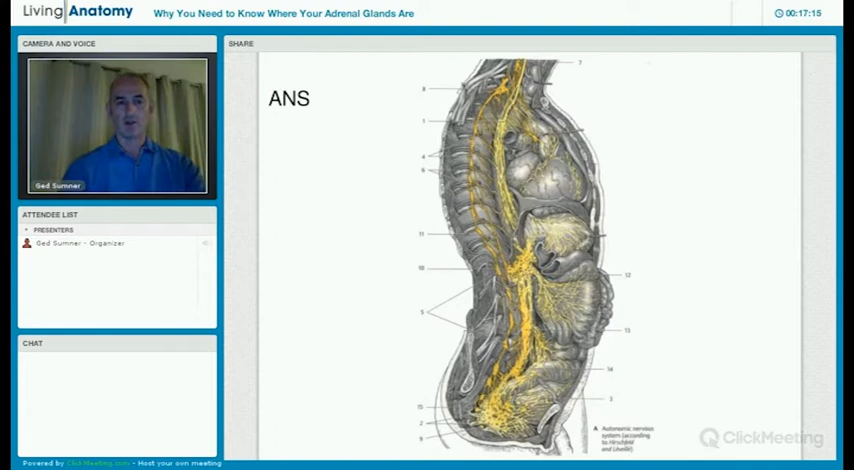 Living Anatomy
Why You Need to Know Where Your Adrenal Glands Are
00:17:15
CAMERA AND VOICE
SHARE
Ged Sumner
ATTENDEE LIST
PRESENTERS
Ged Sumner - Organizer
CHAT
ANS
7
8
1
4
6
11
10
5
12
13
14
3
15
2
9
A Autonomic nervous
system (according
to Hirschfeld
and Léveillé)
ClickMeeting
Powered by ClickMeeting.com - Host your own meeting